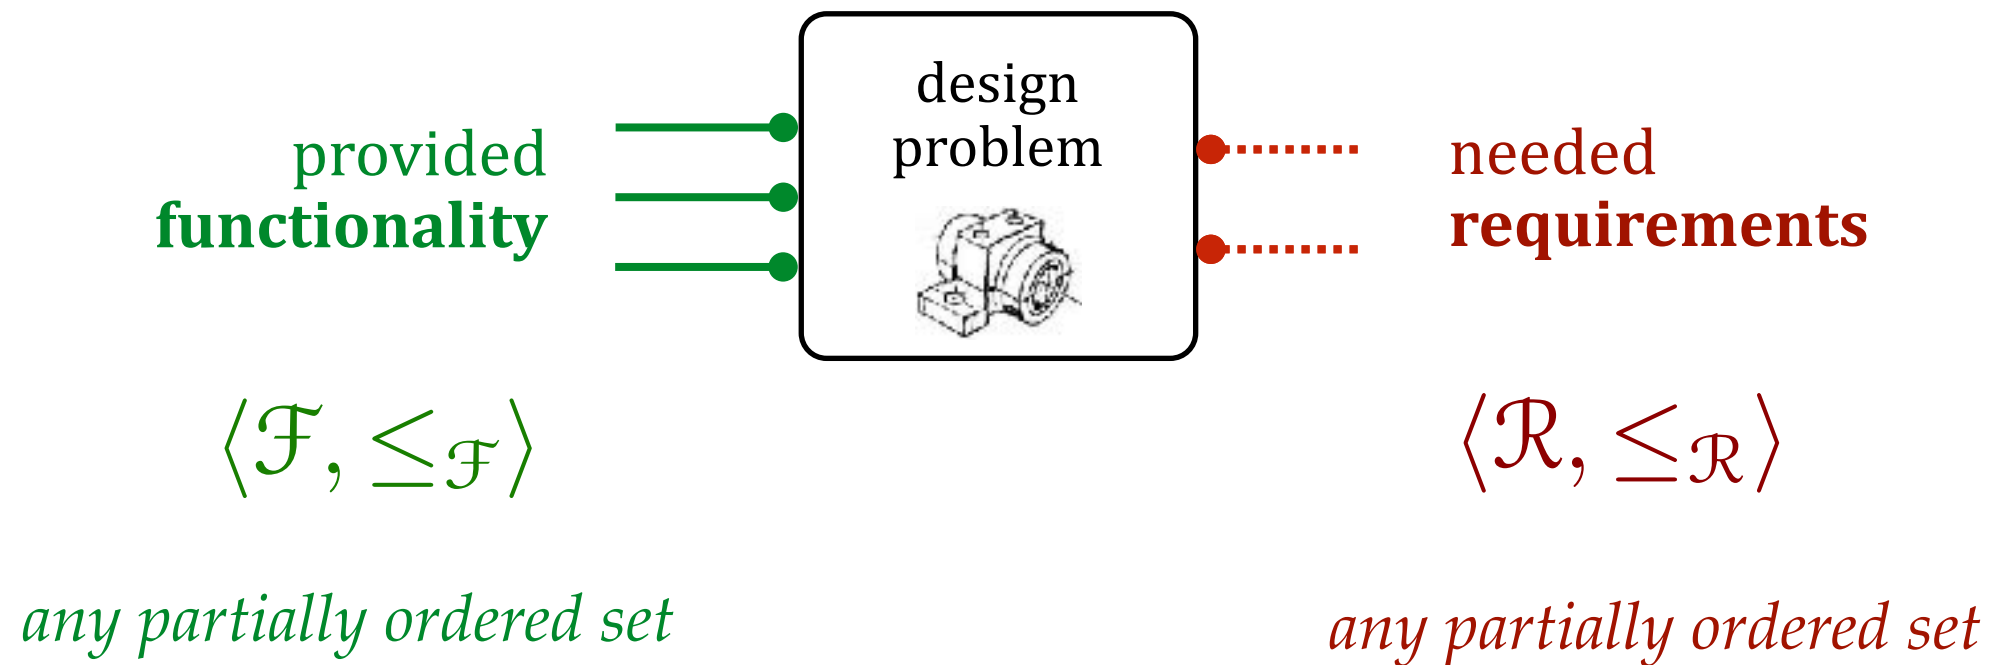 design
problem
provided
functionality
needed
requirements
⟨ℱ, ≤ℱ⟩
⟨ℛ, ≤ℛ⟩
any partially ordered set
any partially ordered set